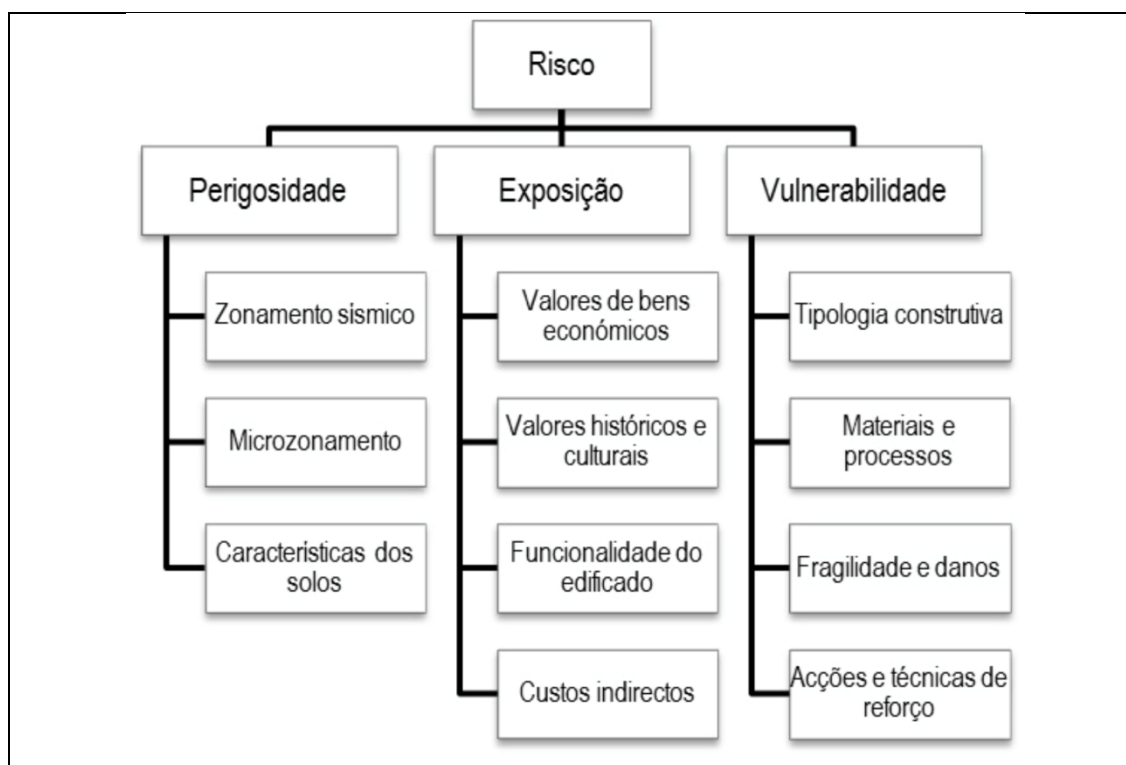 Risco
Perigosidade
Exposição
Vulnerabilidade
Zonamento sísmico
Valores de bens
económicos
Tipologia construtiva
Microzonamento
Valores históricos e
culturais
Materiais e
processos
Características dos
solos
Funcionalidade do
edificado
Fragilidade e danos
Custos indirectos
Acções e técnicas de
reforço